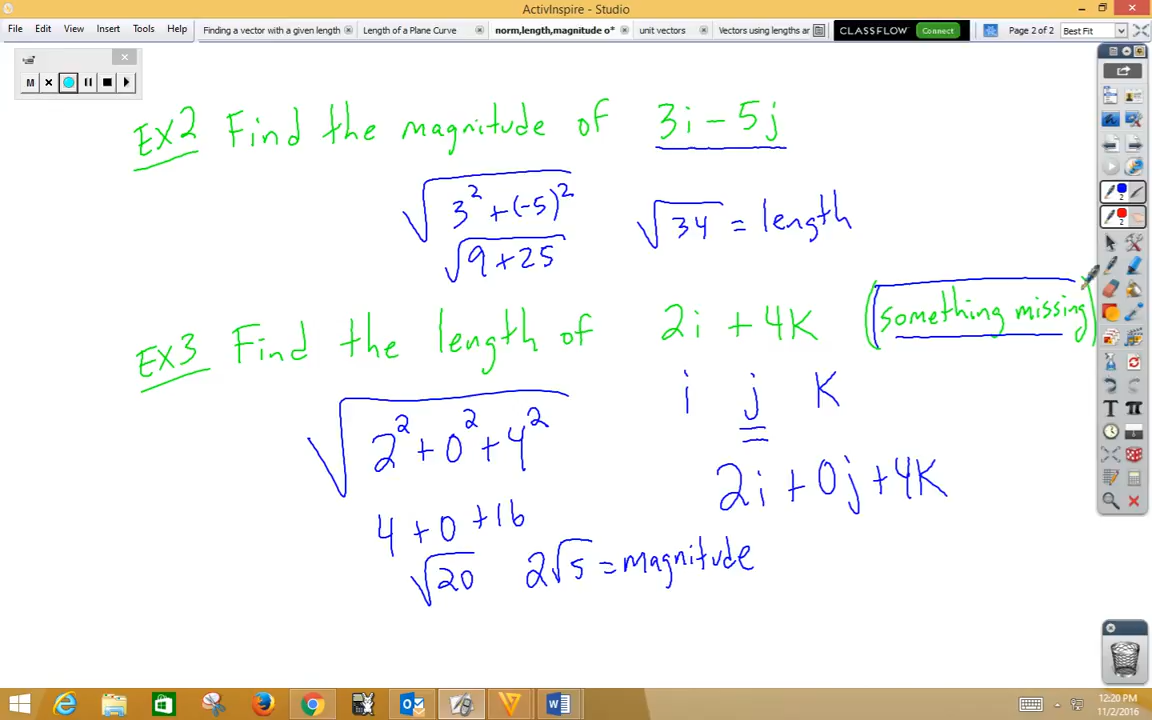 ActivInspire - Studio
File Edit View Insert Tools Help
Finding a vector with a given length
Length of a Plane Curve
norm,length,magnitude o*
unit vectors
Vectors using lengths ar
CLASSFLOW Connect
Page 2 of 2
Best Fit
M
EX2 Find the magnitude of 3i - 5j
√(3² + (-5)²) √34 = length
√(9 + 25)
EX3 Find the length of 2i + 4K (something missing)
i j K
√(2² + 0² + 4²)
2i + 0j + 4K
4 + 0 + 16
√20 2√5 = magnitude
2
2
12:20 PM
11/2/2016